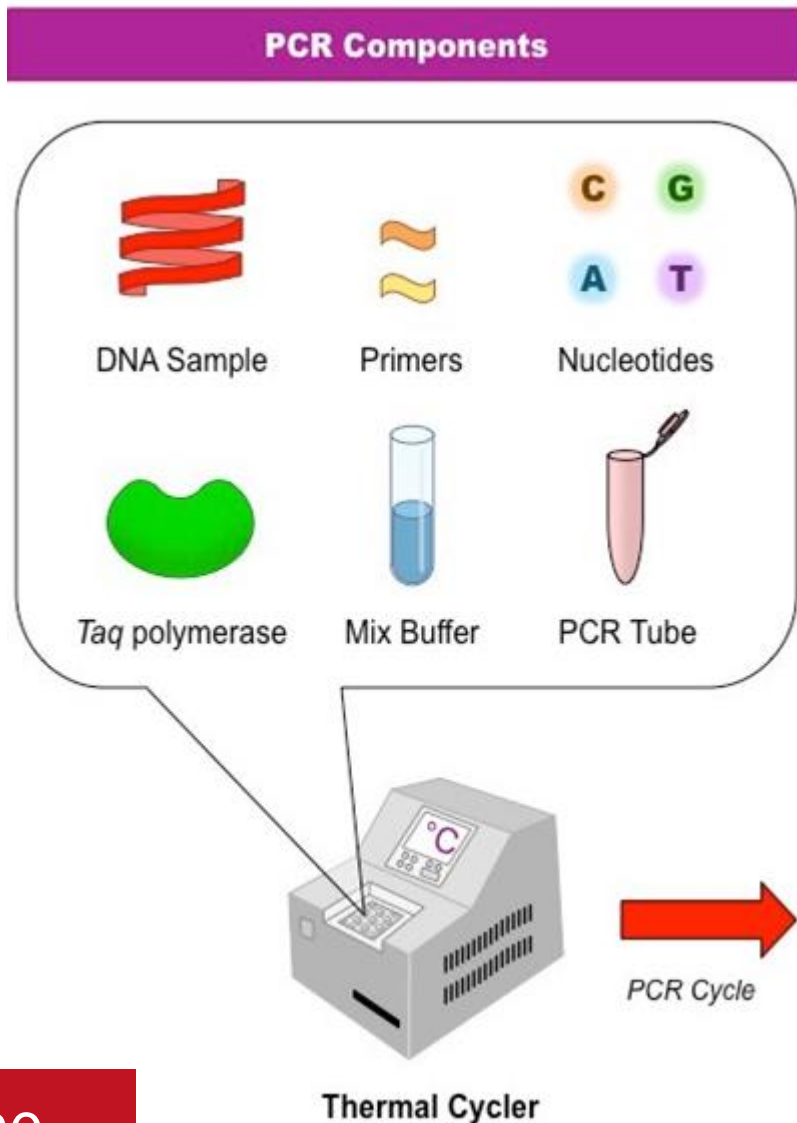 PCR Components
C G
A T
DNA Sample Primers Nucleotides
Taq polymerase Mix Buffer PCR Tube
°C
PCR Cycle
Thermal Cycler